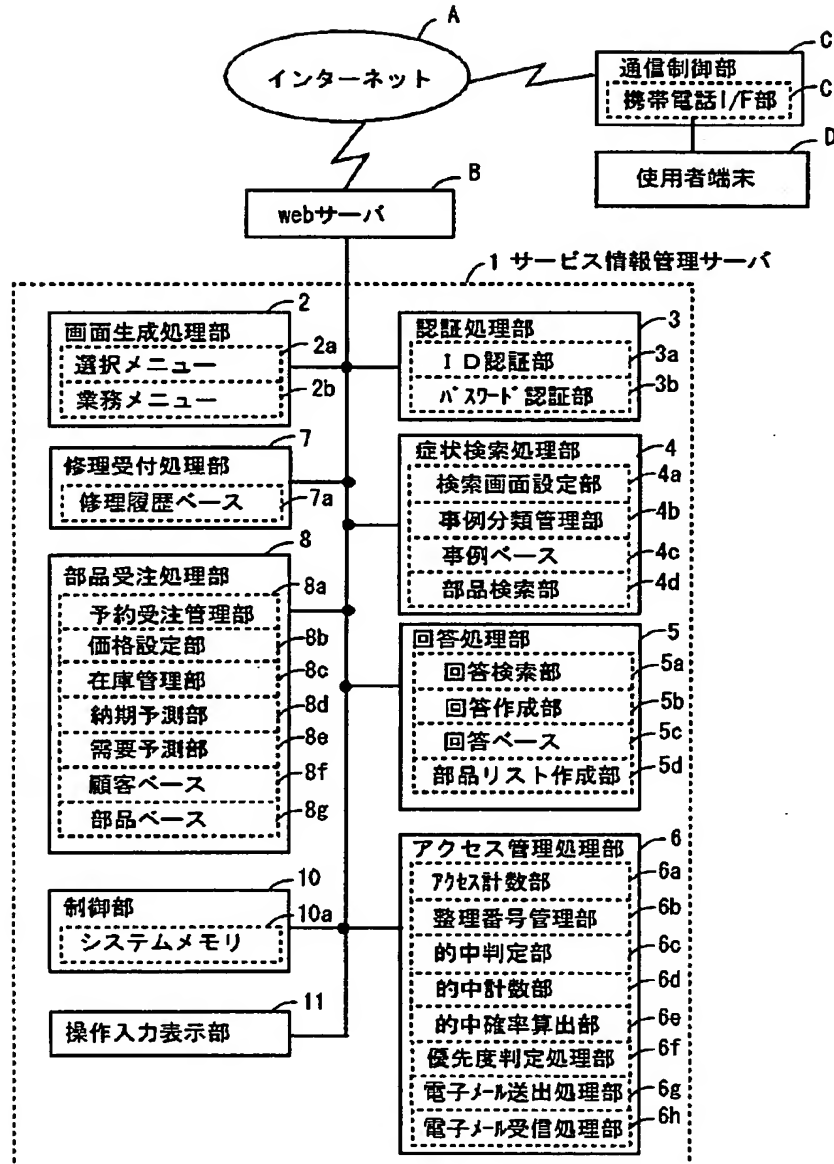 A
インターネット
C
通信制御部
C
携帯電話I/F部
D
使用者端末
B
webサーバ
1 サービス情報管理サーバ
2
画面生成処理部
2a
選択メニュー
2b
業務メニュー
3
認証処理部
3a
ID認証部
3b
パスワード認証部
7
修理受付処理部
7a
修理履歴ベース
4
症状検索処理部
4a
検索画面設定部
4b
事例分類管理部
4c
事例ベース
4d
部品検索部
8
部品受注処理部
8a
予約受注管理部
8b
価格設定部
8c
在庫管理部
8d
納期予測部
8e
需要予測部
8f
顧客ベース
8g
部品ベース
5
回答処理部
5a
回答検索部
5b
回答作成部
5c
回答ベース
5d
部品リスト作成部
10
制御部
10a
システムメモリ
11
操作入力表示部
6
アクセス管理処理部
6a
アクセス計数部
6b
整理番号管理部
6c
的中判定部
6d
的中計数部
6e
的中確率算出部
6f
優先度判定処理部
6g
電子メール送出処理部
6h
電子メール受信処理部